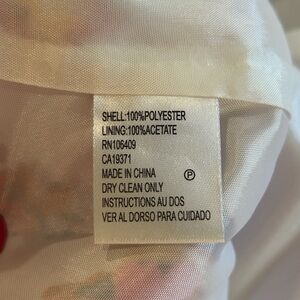 SHELL:100%POLYESTER
LINING:100%ACETATE
RN106409
CA19371
MADE IN CHINA Ⓟ
DRY CLEAN ONLY
INSTRUCTIONS AU DOS
VER AL DORSO PARA CUIDADO